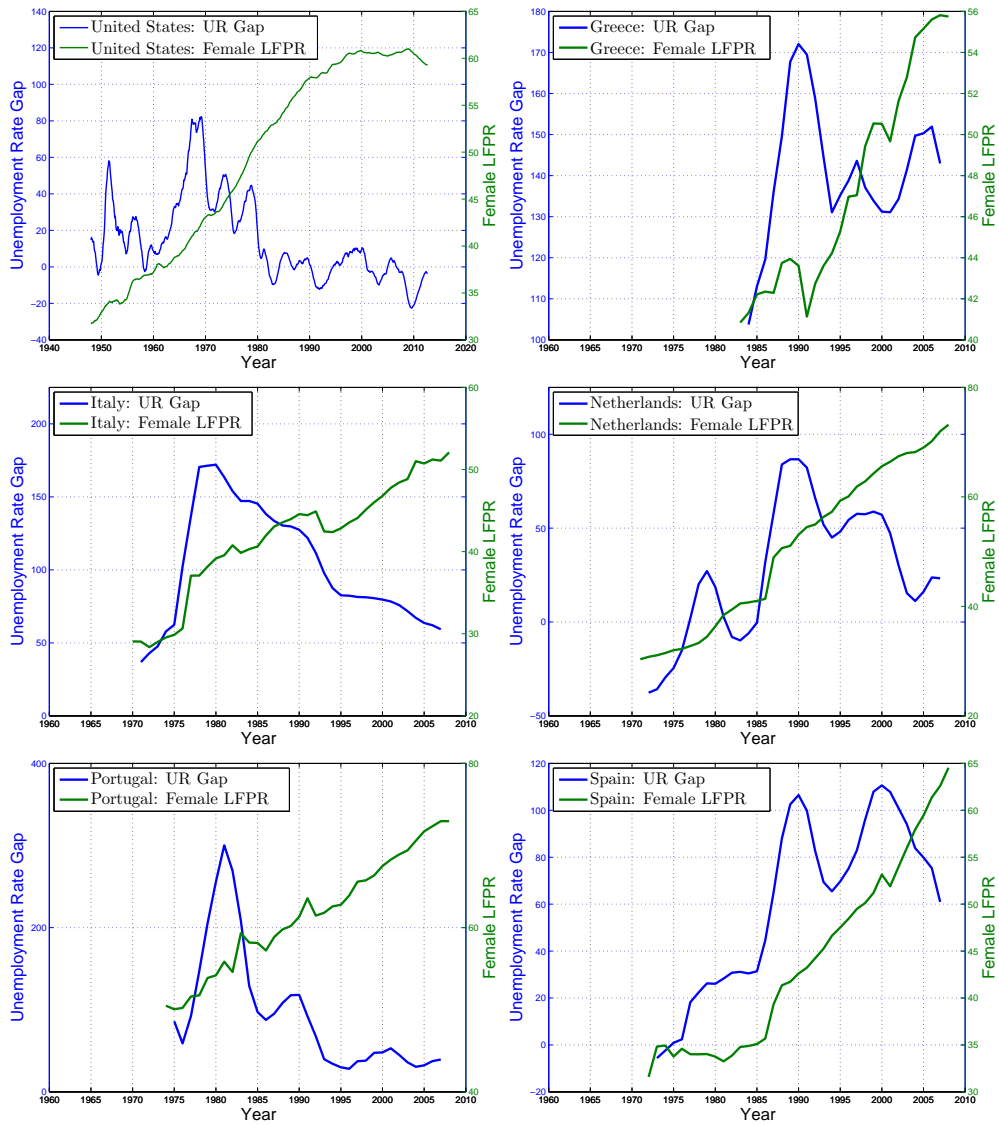 United States: UR Gap
United States: Female LFPR
Unemployment Rate Gap
140
120
100
80
60
40
20
0
−20
−40
Female LFPR
65
60
55
50
45
40
35
30
1940 1950 1960 1970 1980 1990 2000 2010 2020
Year
Greece: UR Gap
Greece: Female LFPR
Unemployment Rate Gap
180
170
160
150
140
130
120
110
100
Female LFPR
56
54
52
50
48
46
44
42
40
1960 1965 1970 1975 1980 1985 1990 1995 2000 2005 2010
Year
Italy: UR Gap
Italy: Female LFPR
Unemployment Rate Gap
200
150
100
50
0
Female LFPR
60
50
40
30
20
1960 1965 1970 1975 1980 1985 1990 1995 2000 2005 2010
Year
Netherlands: UR Gap
Netherlands: Female LFPR
Unemployment Rate Gap
100
50
0
−50
Female LFPR
80
60
40
20
1960 1965 1970 1975 1980 1985 1990 1995 2000 2005 2010
Year
Portugal: UR Gap
Portugal: Female LFPR
Unemployment Rate Gap
400
200
0
Female LFPR
80
60
40
1960 1965 1970 1975 1980 1985 1990 1995 2000 2005 2010
Year
Spain: UR Gap
Spain: Female LFPR
Unemployment Rate Gap
120
100
80
60
40
20
0
−20
Female LFPR
65
60
55
50
45
40
35
30
1960 1965 1970 1975 1980 1985 1990 1995 2000 2005 2010
Year